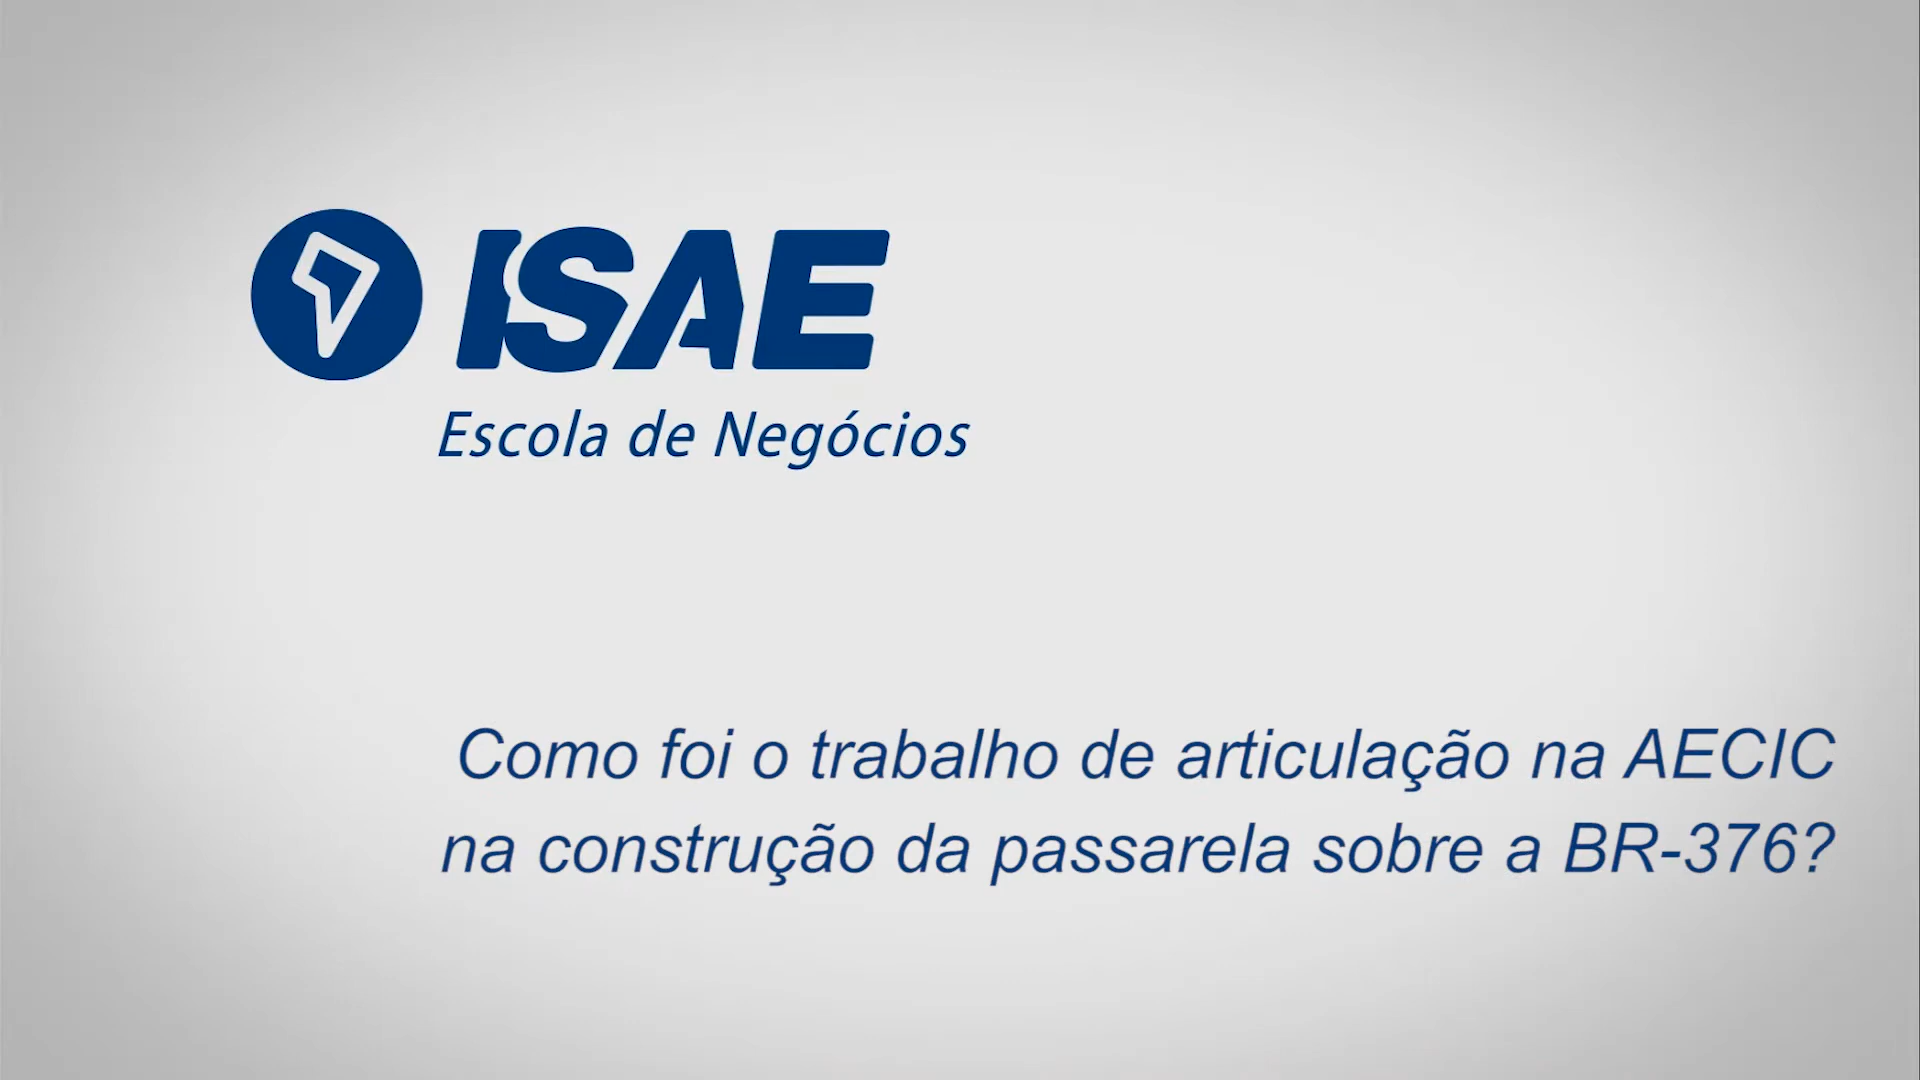 ISAE
Escola de Negócios
Como foi o trabalho de articulação na AECIC
na construção da passarela sobre a BR-376?